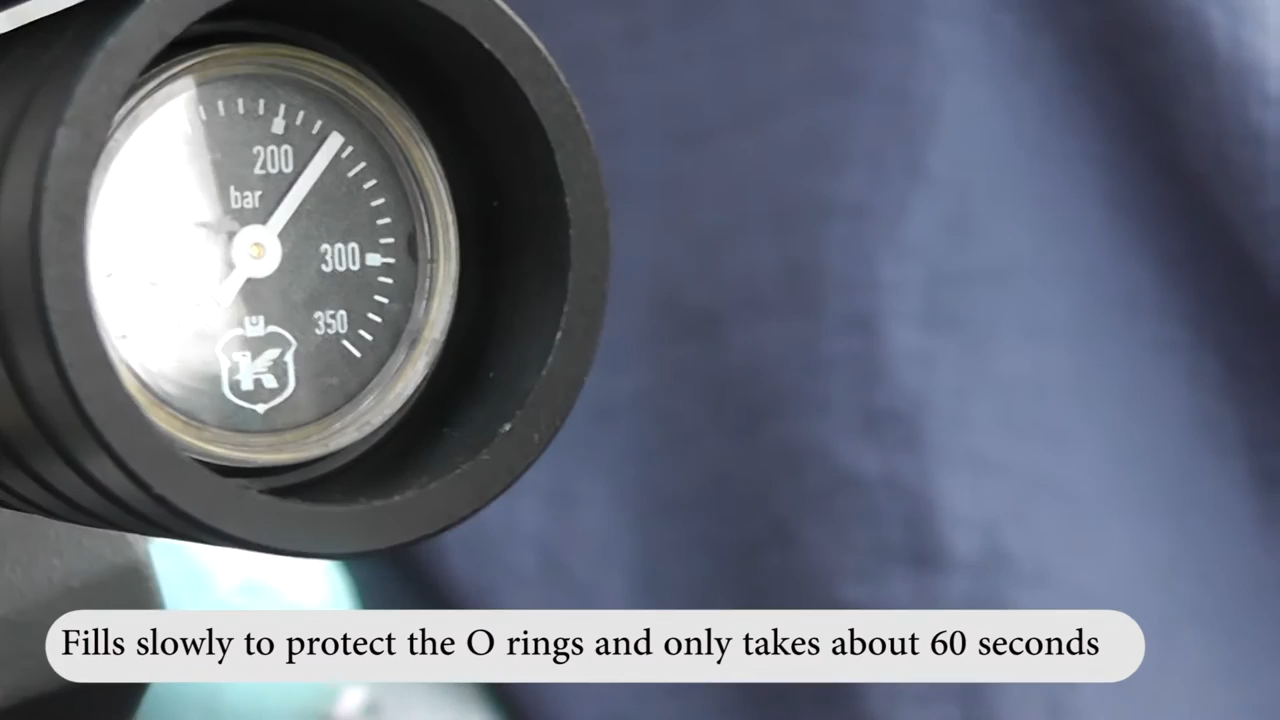 200
bar
300
350
K
Fills slowly to protect the O rings and only takes about 60 seconds